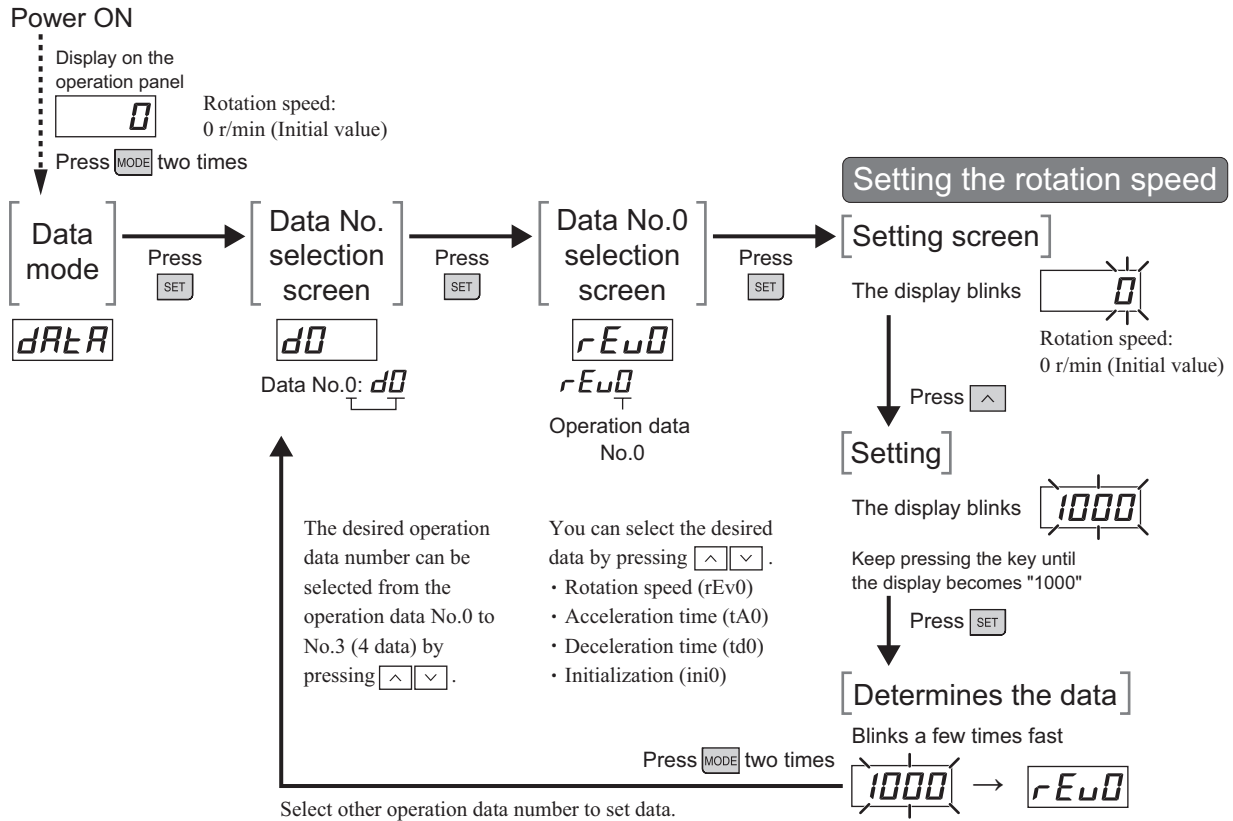 Power ON
Display on the
operation panel
0
Rotation speed:
0 r/min (Initial value)
Press MODE two times
Data
mode
dAtA
Press
SET
Data No.
selection
screen
d0
Data No.0: d0
Press
SET
Data No.0
selection
screen
rEv0
rEv0
Operation data
No.0
Press
SET
Setting the rotation speed
Setting screen
The display blinks
0
Rotation speed:
0 r/min (Initial value)
Press ^
Setting
The display blinks
1000
Keep pressing the key until
the display becomes "1000"
Press SET
Determines the data
Blinks a few times fast
1000 → rEv0
The desired operation
data number can be
selected from the
operation data No.0 to
No.3 (4 data) by
pressing ^ v .
You can select the desired
data by pressing ^ v .
・Rotation speed (rEv0)
・Acceleration time (tA0)
・Deceleration time (td0)
・Initialization (ini0)
Press MODE two times
Select other operation data number to set data.